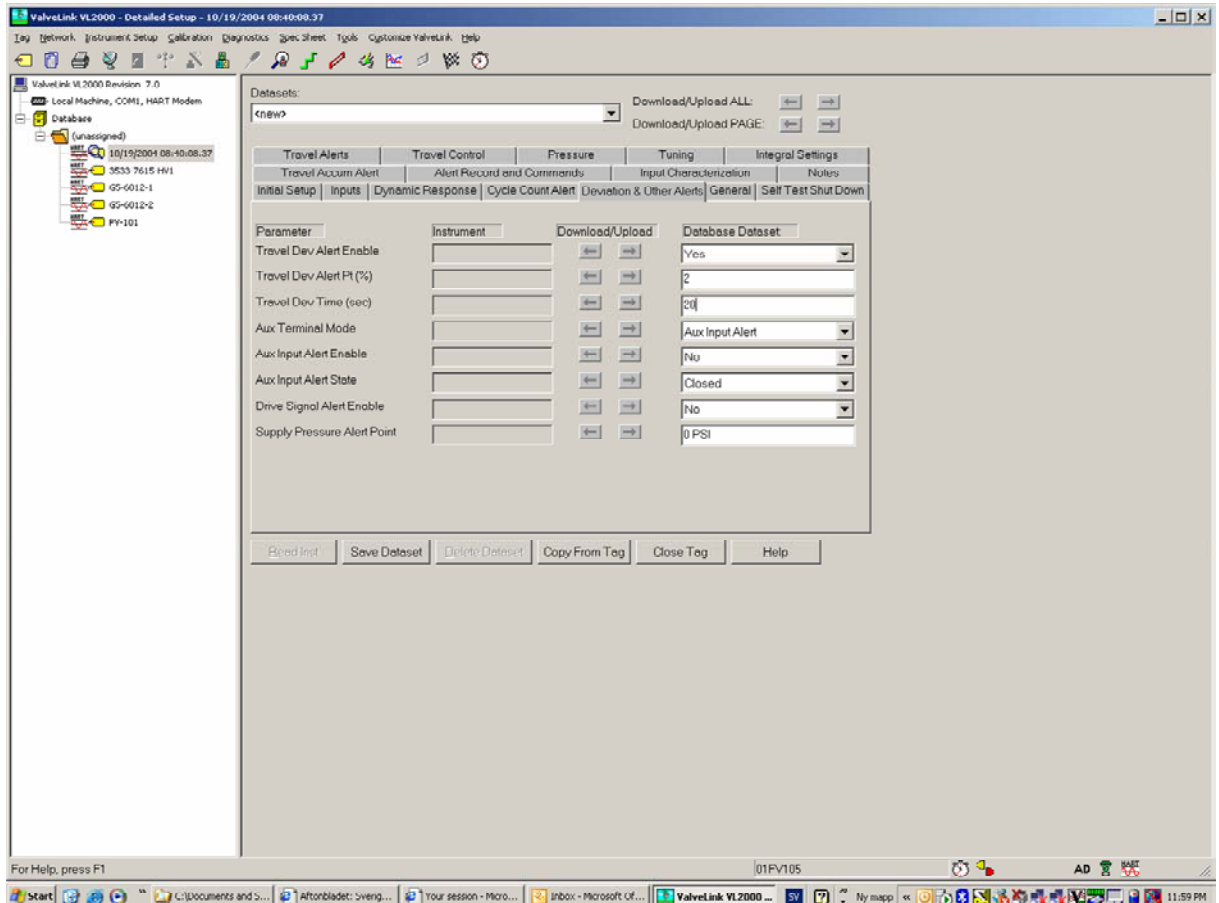 ValveLink VL2000 - Detailed Setup - 10/19/2004 08:40:08.37
Tag Network Instrument Setup Calibration Diagnostics Spec Sheet Tools Customize ValveLink Help
ValveLink VL2000 Revision 7.0
Local Machine, COM1, HART Modem
Database
(unassigned)
HART 10/19/2004 08:40:08.37
HART 3533 7615 HV1
HART GS-6012-1
HART GS-6012-2
HART PV-101
Datasets:
<new>
Download/Upload ALL:
Download/Upload PAGE:
Travel Alerts Travel Control Pressure Tuning Integral Settings
Travel Accum Alert Alert Record and Commands Input Characterization Notes
Initial Setup Inputs Dynamic Response Cycle Count Alert Deviation & Other Alerts General Self Test Shut Down
Parameter Instrument Download/Upload Database Dataset
Travel Dev Alert Enable Yes
Travel Dev Alert Pt (%) 2
Travel Dev Time (sec) 20
Aux Terminal Mode Aux Input Alert
Aux Input Alert Enable No
Aux Input Alert State Closed
Drive Signal Alert Enable No
Supply Pressure Alert Point 0 PSI
Read Inst Save Dataset Delete Dataset Copy From Tag Close Tag Help
For Help, press F1 01FV105 AD HART
Start C:\Documents and S... Aftonbladet: Sverig... Your session - Micro... Inbox - Microsoft Of... ValveLink VL2000 ... SV Ny mapp « 11:59 PM